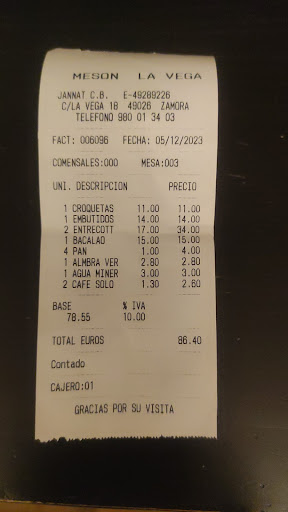 MESON LA VEGA
JANNAT C.B. E-49289226
C/LA VEGA 18 49026 ZAMORA
TELEFONO 980 01 34 03
FACT: 006096 FECHA: 05/12/2023
COMENSALES:000 MESA:003
UNI. DESCRIPCION PRECIO
1 CROQUETAS 11.00 11.00
1 EMBUTIDOS 14.00 14.00
2 ENTRECOTT 17.00 34.00
1 BACALAO 15.00 15.00
4 PAN 1.00 4.00
1 ALMBRA VER 2.80 2.80
1 AGUA MINER 3.00 3.00
2 CAFE SOLO 1.30 2.60
BASE % IVA
78.55 10.00
TOTAL EUROS 86.40
Contado
CAJERO:01
GRACIAS POR SU VISITA